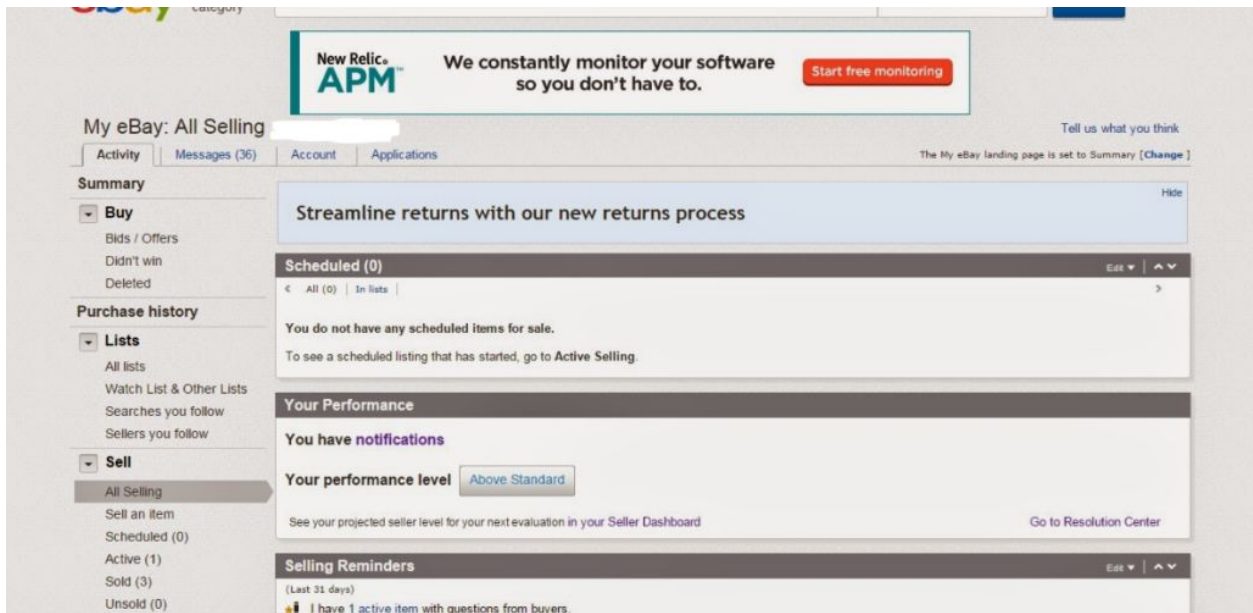 ebay category
New Relic.
APM™
We constantly monitor your software
so you don't have to.
Start free monitoring
My eBay: All Selling
Tell us what you think
Activity
Messages (36)
Account
Applications
The My eBay landing page is set to Summary [Change ]
Summary
Buy
Bids / Offers
Didn't win
Deleted
Purchase history
Lists
All lists
Watch List & Other Lists
Searches you follow
Sellers you follow
Sell
All Selling
Sell an item
Scheduled (0)
Active (1)
Sold (3)
Unsold (0)
Hide
Streamline returns with our new returns process
Scheduled (0)
Edit
< All (0) | In lists | >
You do not have any scheduled items for sale.
To see a scheduled listing that has started, go to Active Selling.
Your Performance
You have notifications
Your performance level Above Standard
See your projected seller level for your next evaluation in your Seller Dashboard
Go to Resolution Center
Selling Reminders
Edit
(Last 31 days)
I have 1 active item with questions from buyers.